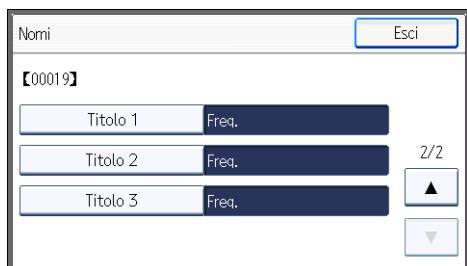 Nomi Esci
【00019】
Titolo 1 Freq.
Titolo 2 Freq.
2/2
Titolo 3 Freq.